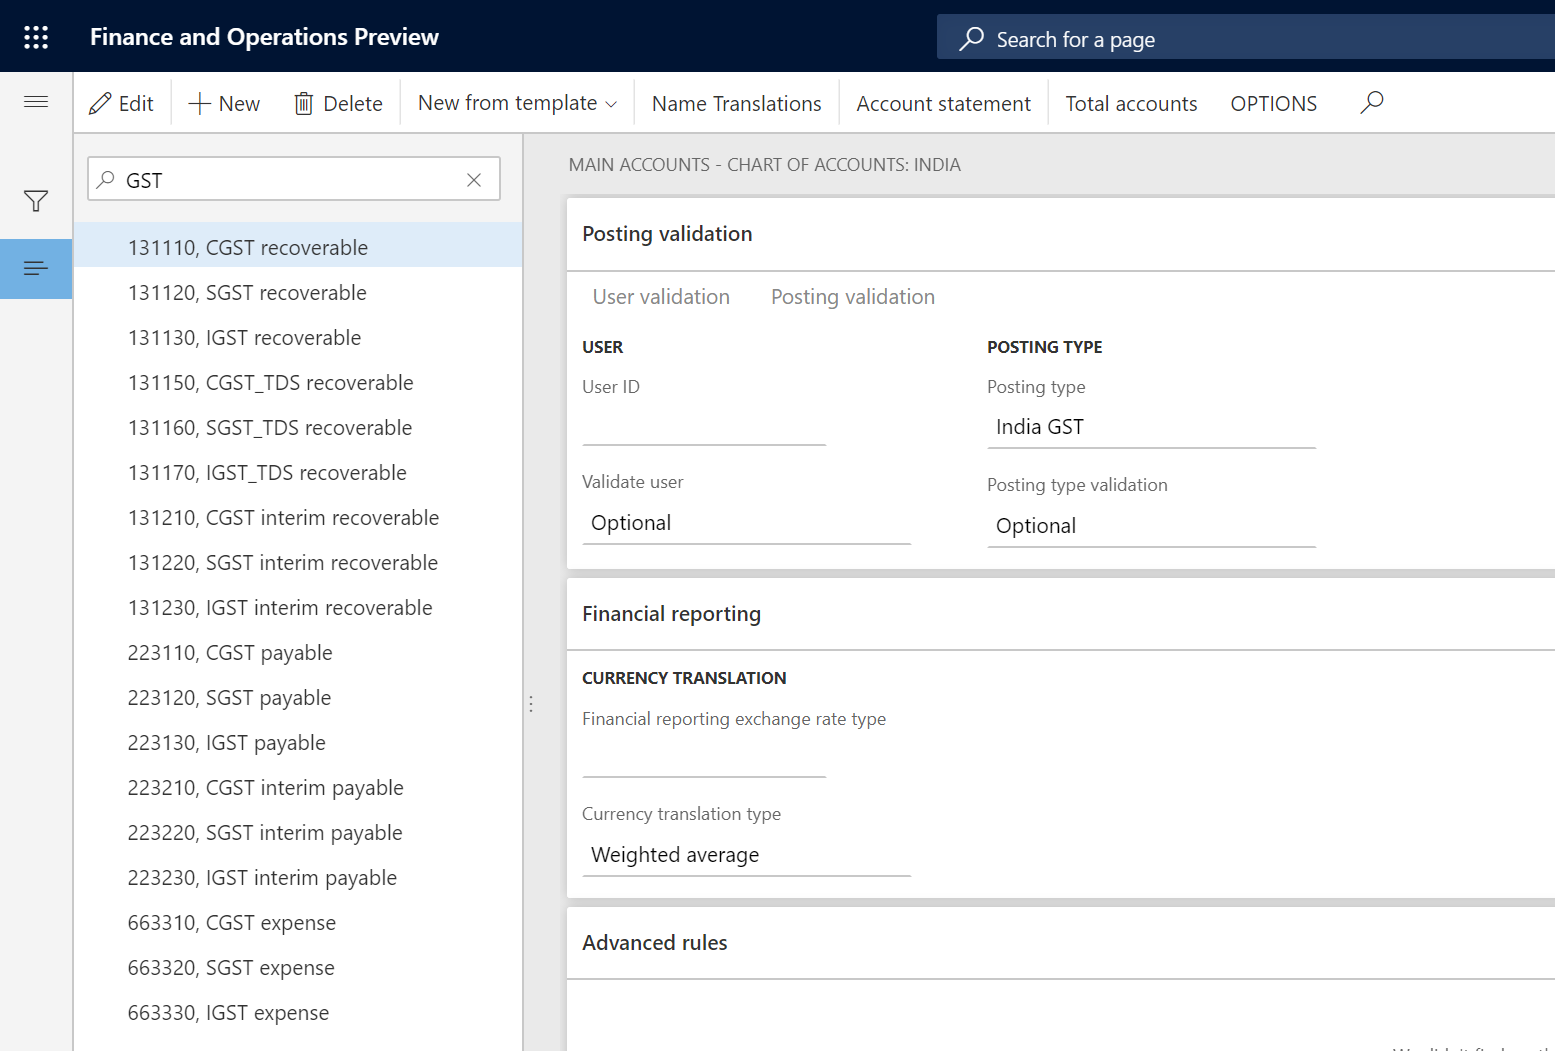 Finance and Operations Preview
Search for a page
Edit
New
Delete
New from template
Name Translations
Account statement
Total accounts
OPTIONS
GST
131110, CGST recoverable
131120, SGST recoverable
131130, IGST recoverable
131150, CGST_TDS recoverable
131160, SGST_TDS recoverable
131170, IGST_TDS recoverable
131210, CGST interim recoverable
131220, SGST interim recoverable
131230, IGST interim recoverable
223110, CGST payable
223120, SGST payable
223130, IGST payable
223210, CGST interim payable
223220, SGST interim payable
223230, IGST interim payable
663310, CGST expense
663320, SGST expense
663330, IGST expense
MAIN ACCOUNTS - CHART OF ACCOUNTS: INDIA
Posting validation
User validation
Posting validation
USER
User ID
Validate user
Optional
POSTING TYPE
Posting type
India GST
Posting type validation
Optional
Financial reporting
CURRENCY TRANSLATION
Financial reporting exchange rate type
Currency translation type
Weighted average
Advanced rules